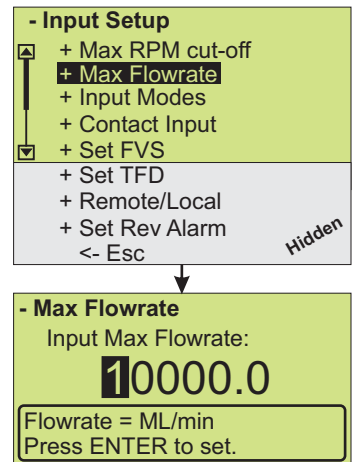 - Input Setup
+ Max RPM cut-off
+ Max Flowrate
+ Input Modes
+ Contact Input
+ Set FVS
+ Set TFD
+ Remote/Local
+ Set Rev Alarm
<- Esc
Hidden
- Max Flowrate
Input Max Flowrate:
10000.0
Flowrate = ML/min
Press ENTER to set.